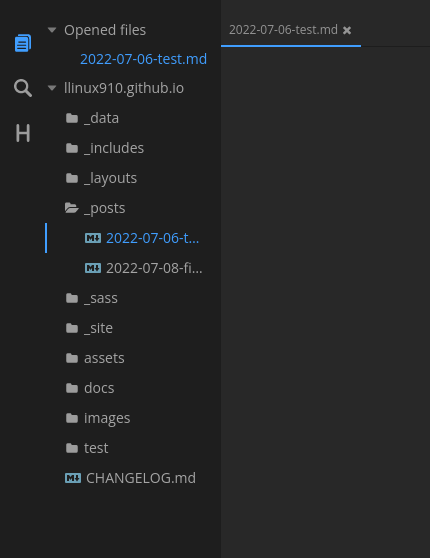 Opened files
2022-07-06-test.md
llinux910.github.io
_data
_includes
_layouts
_posts
2022-07-06-t...
2022-07-08-fi...
_sass
_site
assets
docs
images
test
CHANGELOG.md
2022-07-06-test.md
H